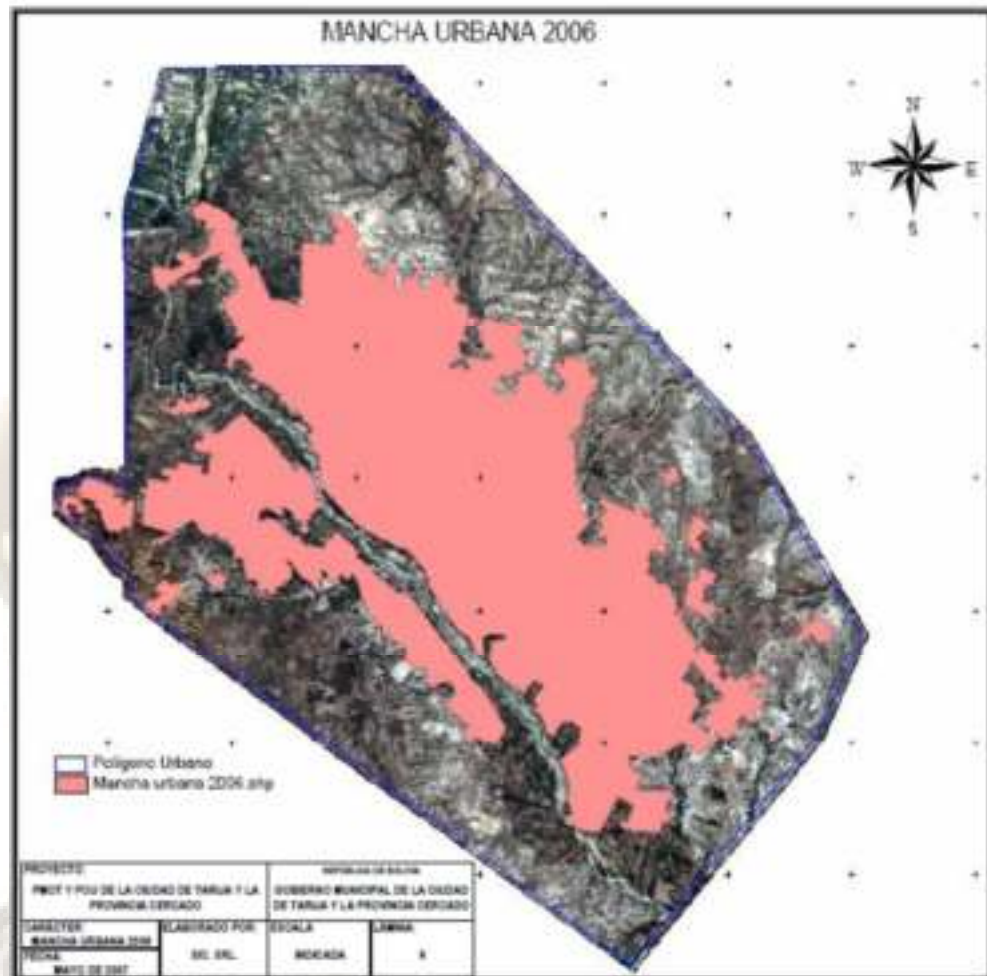 MANCHA URBANA 2006
N
W
E
S
Poligono Urbano
Mancha urbana 2006.shp
PROYECTO:
PMOT Y POU DE LA CIUDAD DE TARIJA Y LA
PROVINCIA CERCADO
REPUBLICA DE BOLIVIA
GOBIERNO MUNICIPAL DE LA CIUDAD
DE TARIJA Y LA PROVINCIA CERCADO
CARACTER:
MANCHA URBANA 2006
FECHA:
MAYO DE 2007
ELABORADO POR:
SRL.
ESCALA
INDICADA
LAMINA